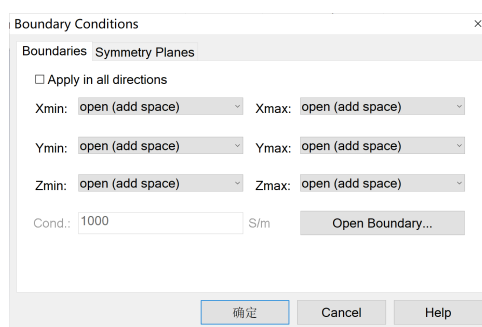 Boundary Conditions ×
Boundaries Symmetry Planes
Apply in all directions
Xmin: open (add space) Xmax: open (add space)
Ymin: open (add space) Ymax: open (add space)
Zmin: open (add space) Zmax: open (add space)
Cond.: 1000 S/m Open Boundary...
确定 Cancel Help